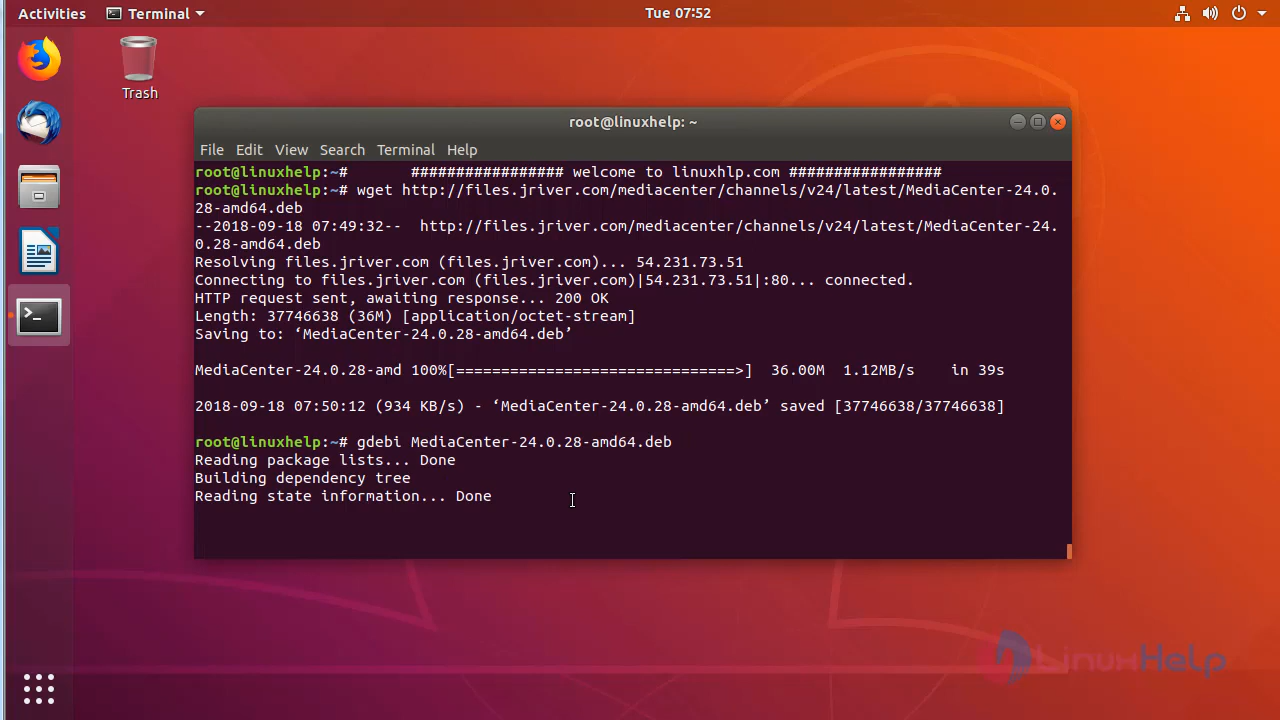 Activities Terminal Tue 07:52
Trash
root@linuxhelp: ~
File Edit View Search Terminal Help
root@linuxhelp:~#       ################# welcome to linuxhlp.com #################
root@linuxhelp:~# wget http://files.jriver.com/mediacenter/channels/v24/latest/MediaCenter-24.0.
28-amd64.deb
--2018-09-18 07:49:32--  http://files.jriver.com/mediacenter/channels/v24/latest/MediaCenter-24.
0.28-amd64.deb
Resolving files.jriver.com (files.jriver.com)... 54.231.73.51
Connecting to files.jriver.com (files.jriver.com)|54.231.73.51|:80... connected.
HTTP request sent, awaiting response... 200 OK
Length: 37746638 (36M) [application/octet-stream]
Saving to: ‘MediaCenter-24.0.28-amd64.deb’
MediaCenter-24.0.28-amd 100%[===============================>]  36.00M  1.12MB/s    in 39s
2018-09-18 07:50:12 (934 KB/s) - ‘MediaCenter-24.0.28-amd64.deb’ saved [37746638/37746638]
root@linuxhelp:~# gdebi MediaCenter-24.0.28-amd64.deb
Reading package lists... Done
Building dependency tree
Reading state information... Done
LinuxHelp